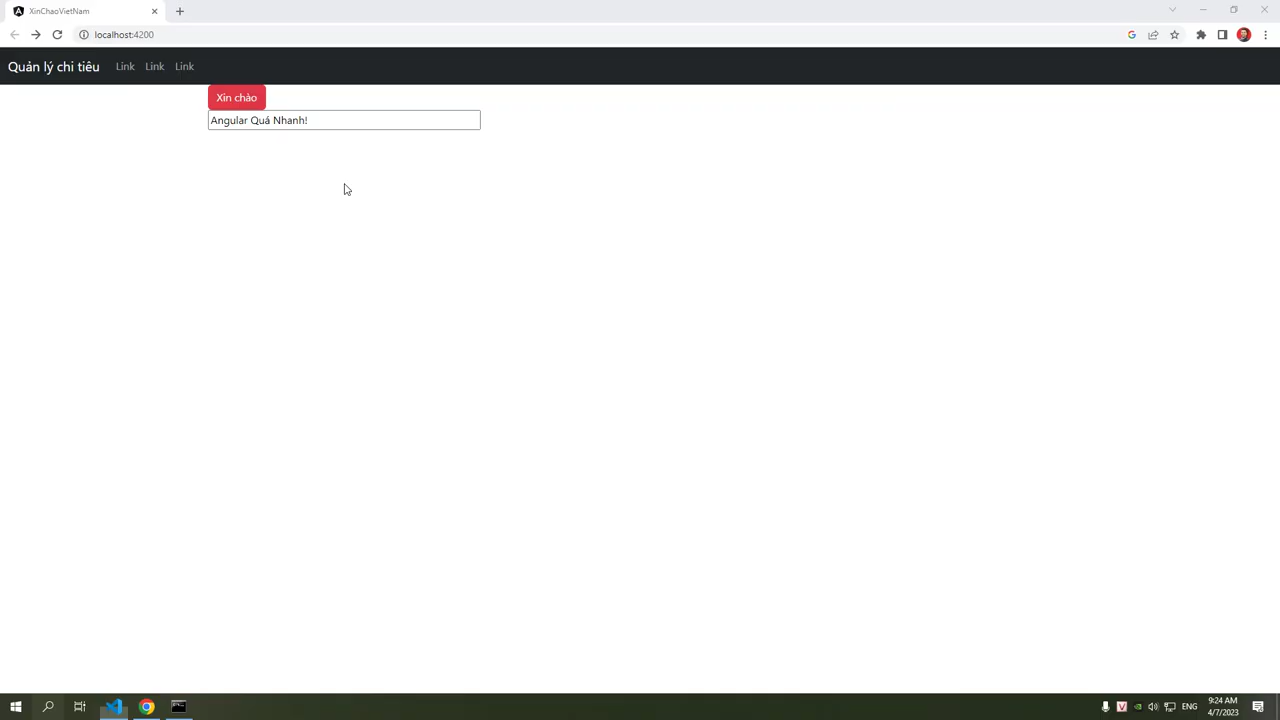 XinChaoVietNam
localhost:4200
Quản lý chi tiêu Link Link Link
Xin chào
Angular Quá Nhanh!
ENG
9:24 AM
4/7/2023